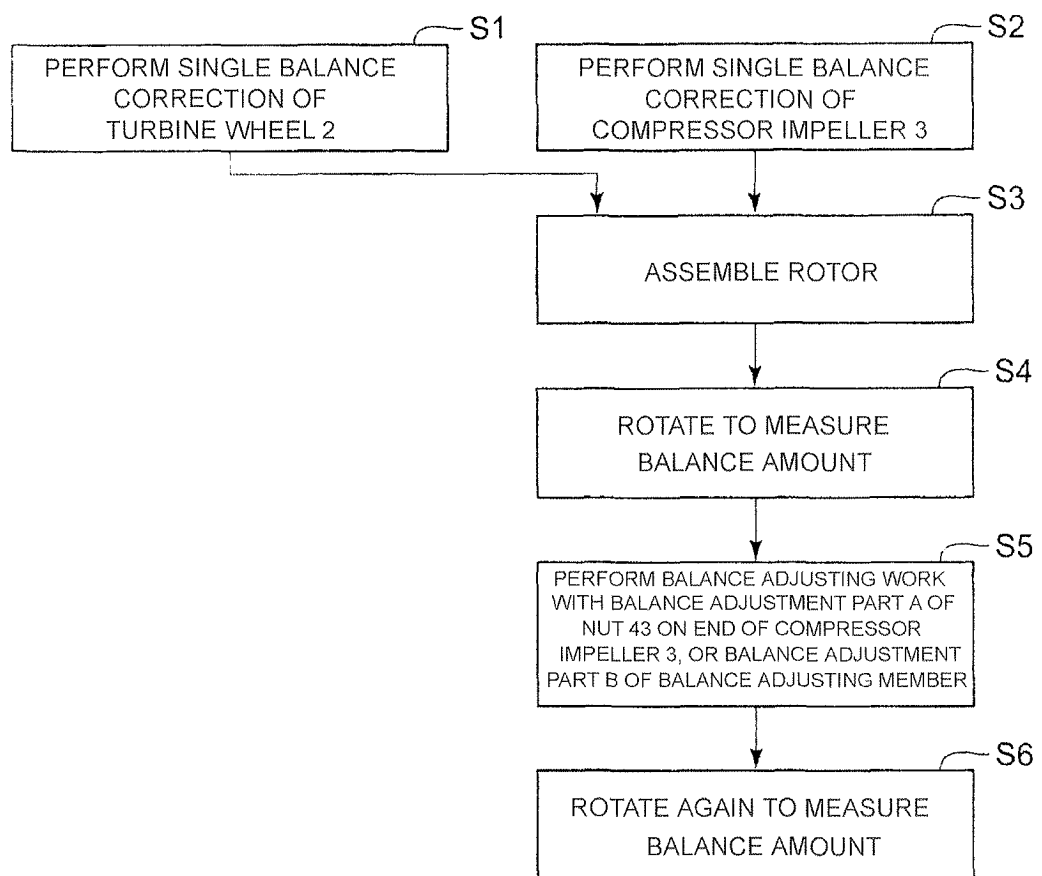 S1
PERFORM SINGLE BALANCE
CORRECTION OF
TURBINE WHEEL 2
S2
PERFORM SINGLE BALANCE
CORRECTION OF
COMPRESSOR IMPELLER 3
S3
ASSEMBLE ROTOR
S4
ROTATE TO MEASURE
BALANCE AMOUNT
S5
PERFORM BALANCE ADJUSTING WORK
WITH BALANCE ADJUSTMENT PART A OF
NUT 43 ON END OF COMPRESSOR
IMPELLER 3, OR BALANCE ADJUSTMENT
PART B OF BALANCE ADJUSTING MEMBER
S6
ROTATE AGAIN TO MEASURE
BALANCE AMOUNT